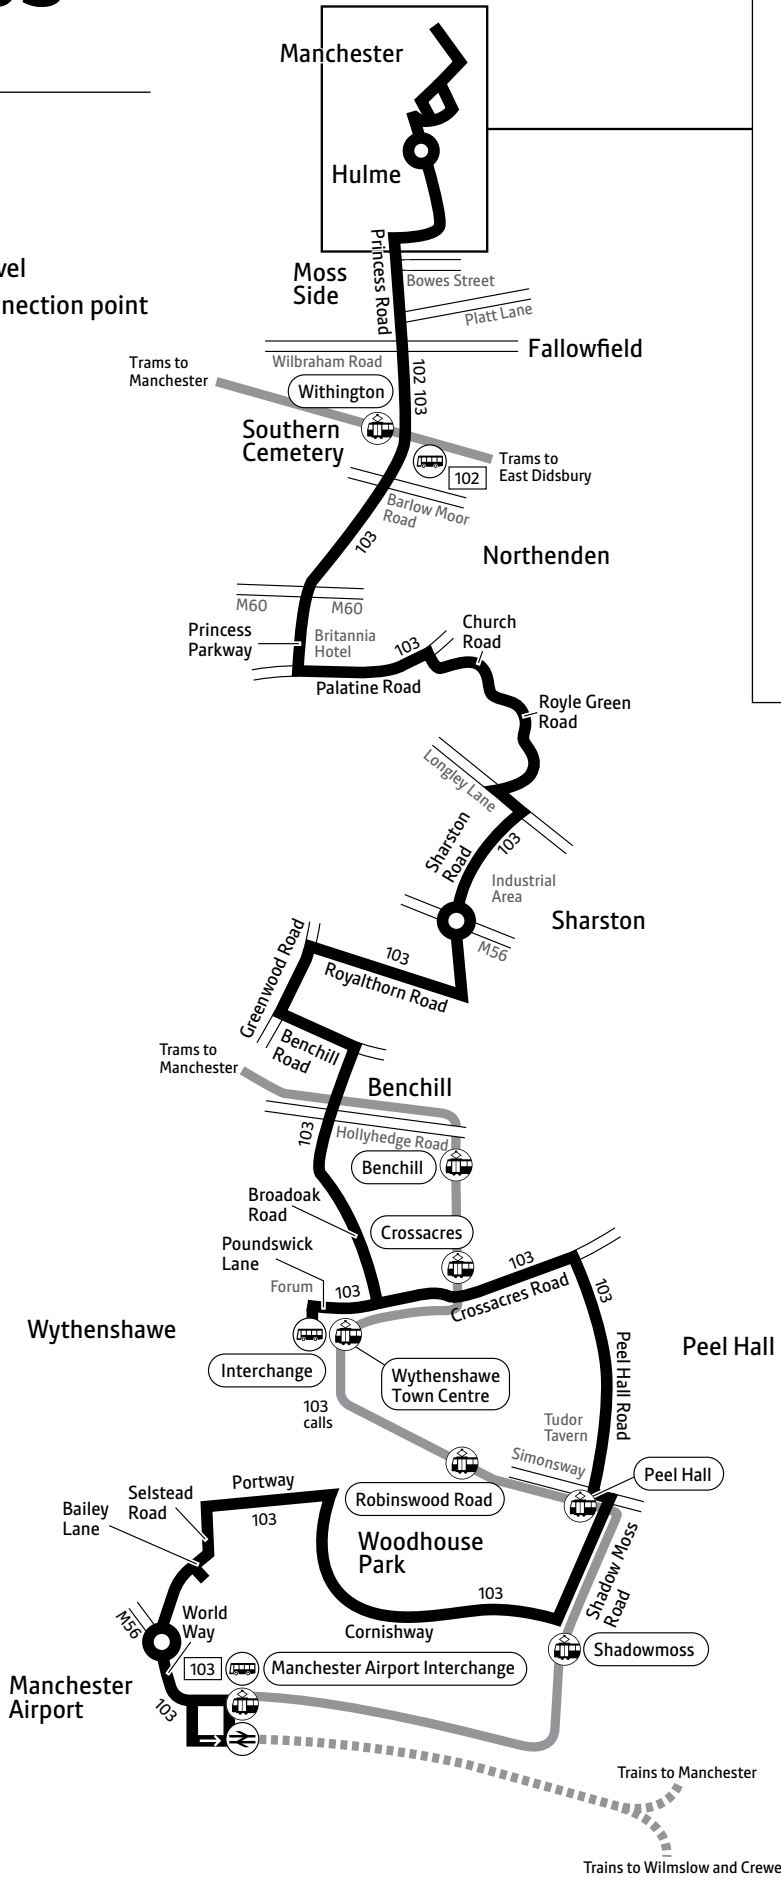 Manchester
Hulme
vel
nection point
Princess Road
Moss
Side
Bowes Street
Platt Lane
Wilbraham Road
Fallowfield
Trams to
Manchester
Withington
102 103
Southern
Cemetery
102
Trams to
East Didsbury
Barlow Moor
Road
103
Northenden
M60
M60
Princess
Parkway
Britannia
Hotel
103
Church
Road
Palatine Road
Royle Green
Road
Longley Lane
Sharston
Road
103
Industrial
Area
Sharston
M56
Greenwood Road
103
Royalthorn Road
Benchill
Road
Trams to
Manchester
Benchill
103
Hollyhedge Road
Benchill
Broadoak
Road
Crossacres
Poundswick
Lane
Forum
103
103
Crossacres Road
103
Wythenshawe
Peel Hall Road
Peel Hall
Interchange
Wythenshawe
Town Centre
103
calls
Tudor
Tavern
Simonsway
Peel Hall
Robinswood Road
Portway
103
Selstead
Road
Bailey
Lane
Woodhouse
Park
Shadow Moss
Road
103
Cornishway
M56
World
Way
Shadowmoss
103
Manchester Airport Interchange
Manchester
Airport
103
Trains to Manchester
Trains to Wilmslow and Crewe